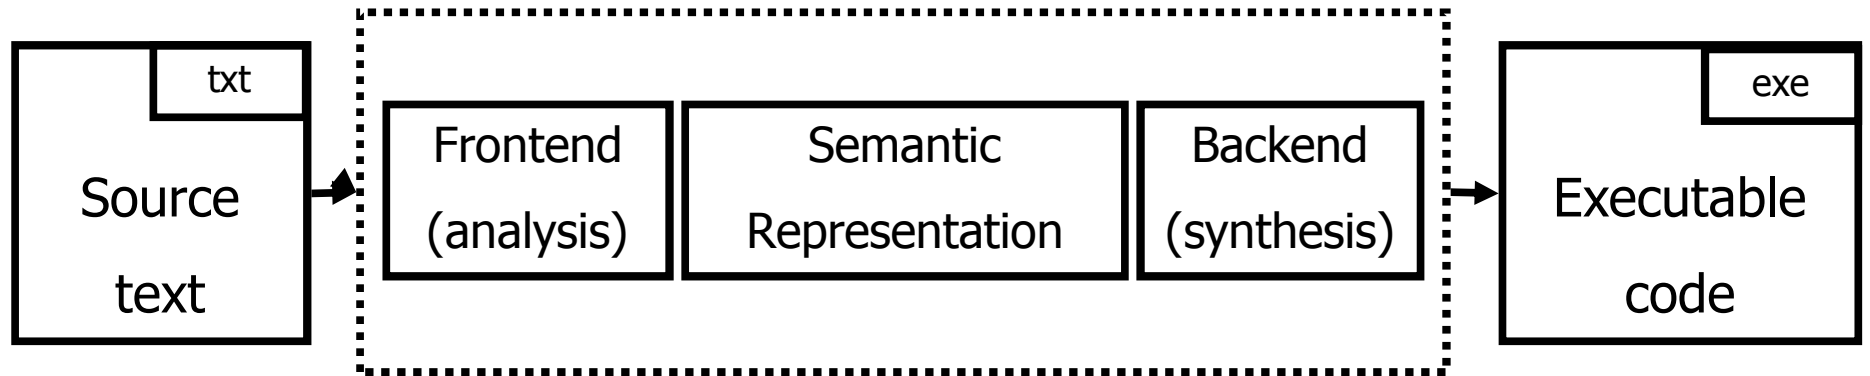 txt
Source
text
Frontend
(analysis)
Semantic
Representation
Backend
(synthesis)
exe
Executable
code